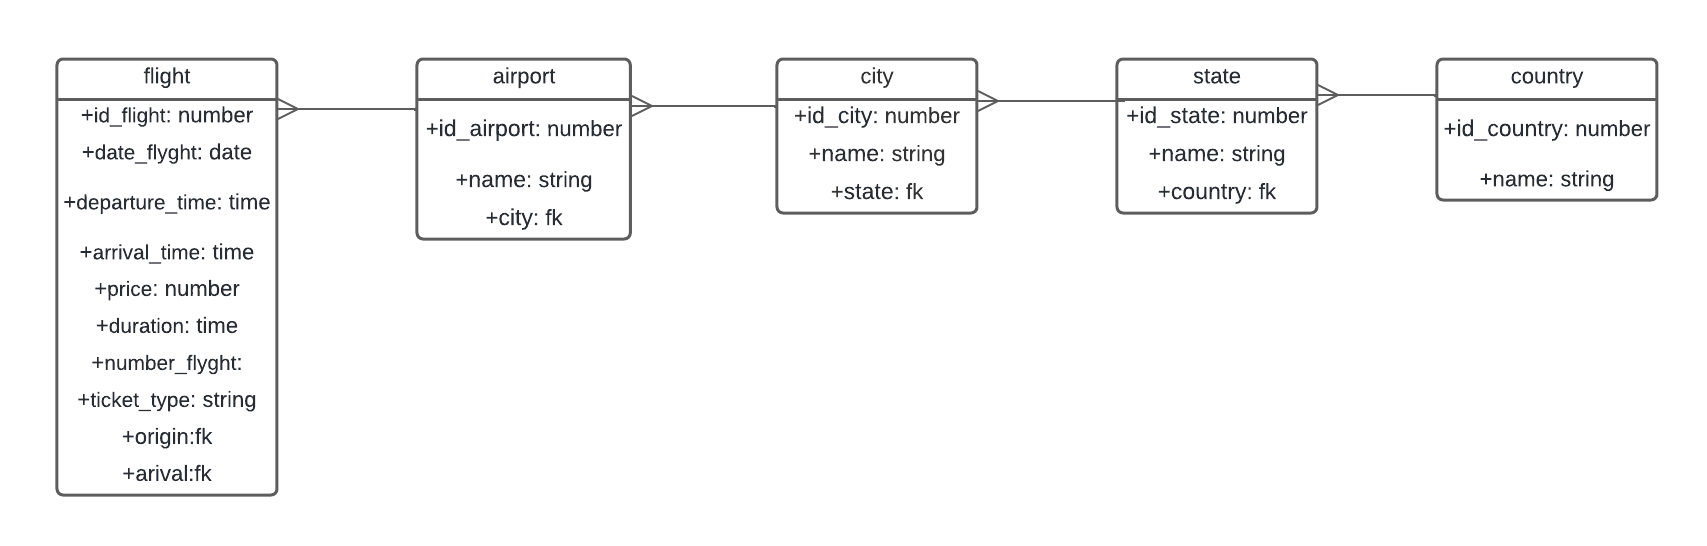 flight
+id_flight: number
+date_flyght: date
+departure_time: time
+arrival_time: time
+price: number
+duration: time
+number_flyght:
+ticket_type: string
+origin:fk
+arival:fk
airport
+id_airport: number
+name: string
+city: fk
city
+id_city: number
+name: string
+state: fk
state
+id_state: number
+name: string
+country: fk
country
+id_country: number
+name: string